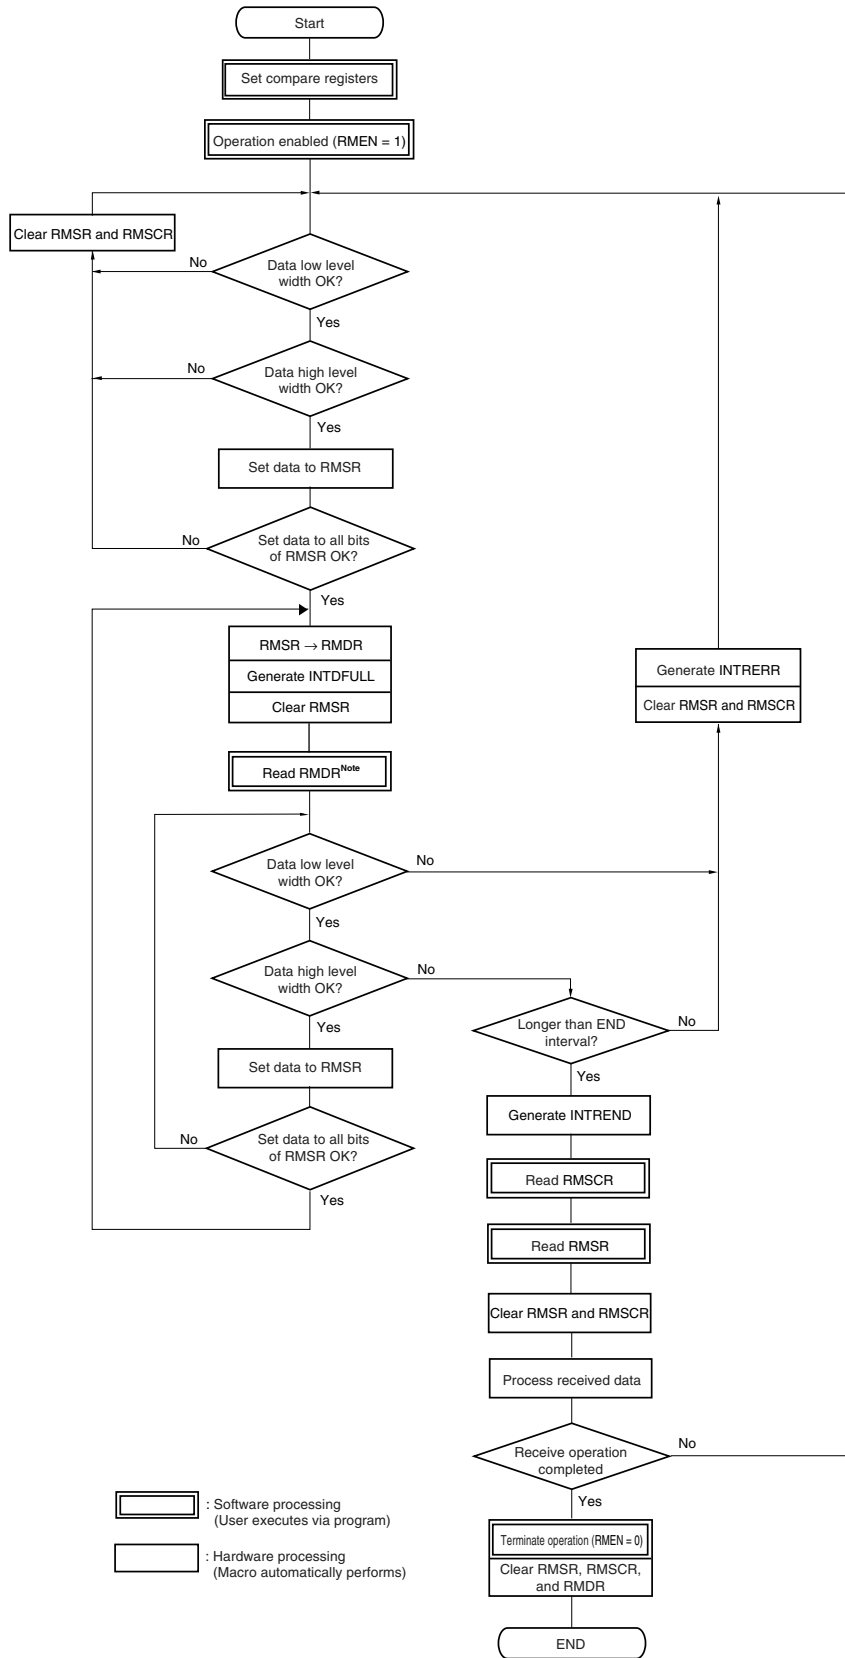 Start
Set compare registers
Operation enabled (RMEN = 1)
Clear RMSR and RMSCR
No
Data low level
width OK?
Yes
No
Data high level
width OK?
Yes
Set data to RMSR
No
Set data to all bits
of RMSR OK?
Yes
RMSR → RMDR
Generate INTDFULL
Clear RMSR
Generate INTRERR
Clear RMSR and RMSCR
Read RMDRNote
Data low level
width OK?
No
Yes
Data high level
width OK?
No
Yes
Longer than END
interval?
No
Yes
Set data to RMSR
Generate INTREND
No
Set data to all bits
of RMSR OK?
Yes
Read RMSCR
Read RMSR
Clear RMSR and RMSCR
Process received data
Receive operation
completed
No
Yes
: Software processing
(User executes via program)
: Hardware processing
(Macro automatically performs)
Terminate operation (RMEN = 0)
Clear RMSR, RMSCR,
and RMDR
END